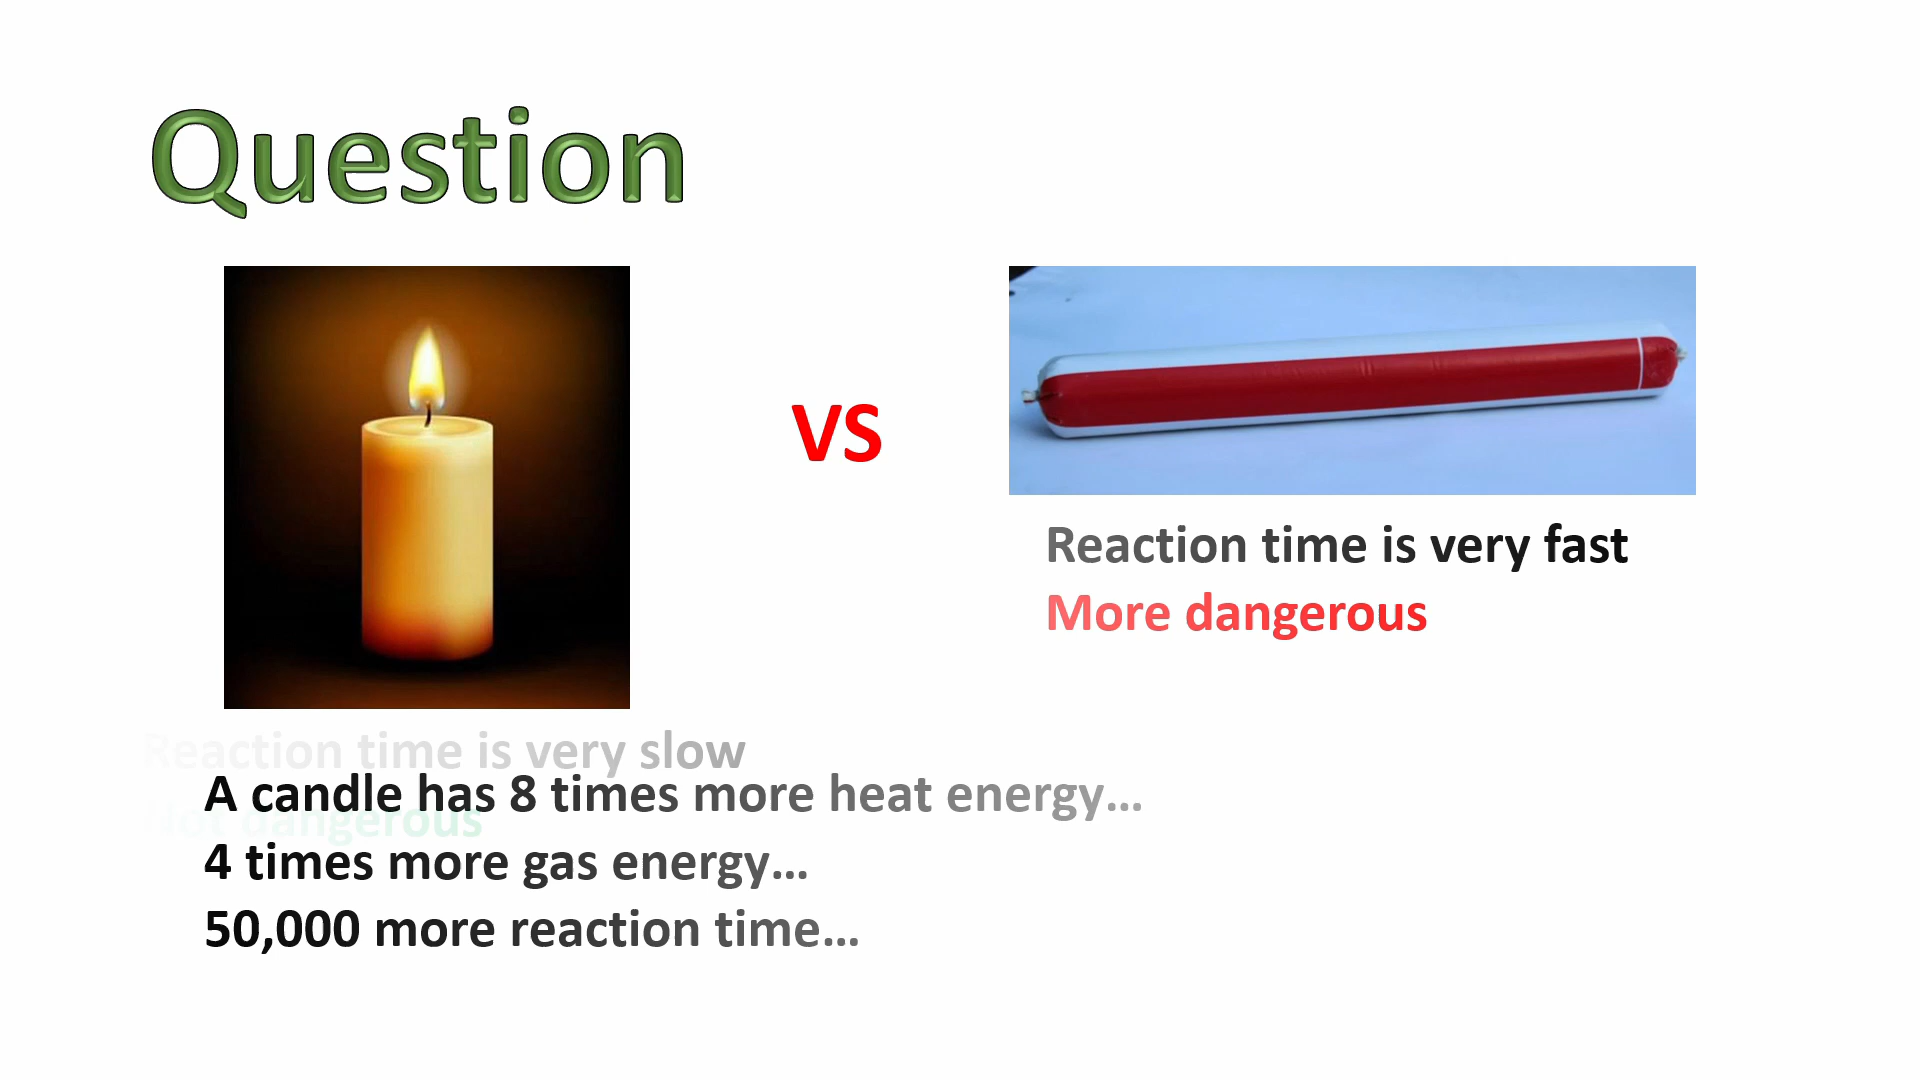 Question
VS
Reaction time is very fast
More dangerous
Reaction time is very slow
Not dangerous
A candle has 8 times more heat energy...
4 times more gas energy...
50,000 more reaction time...